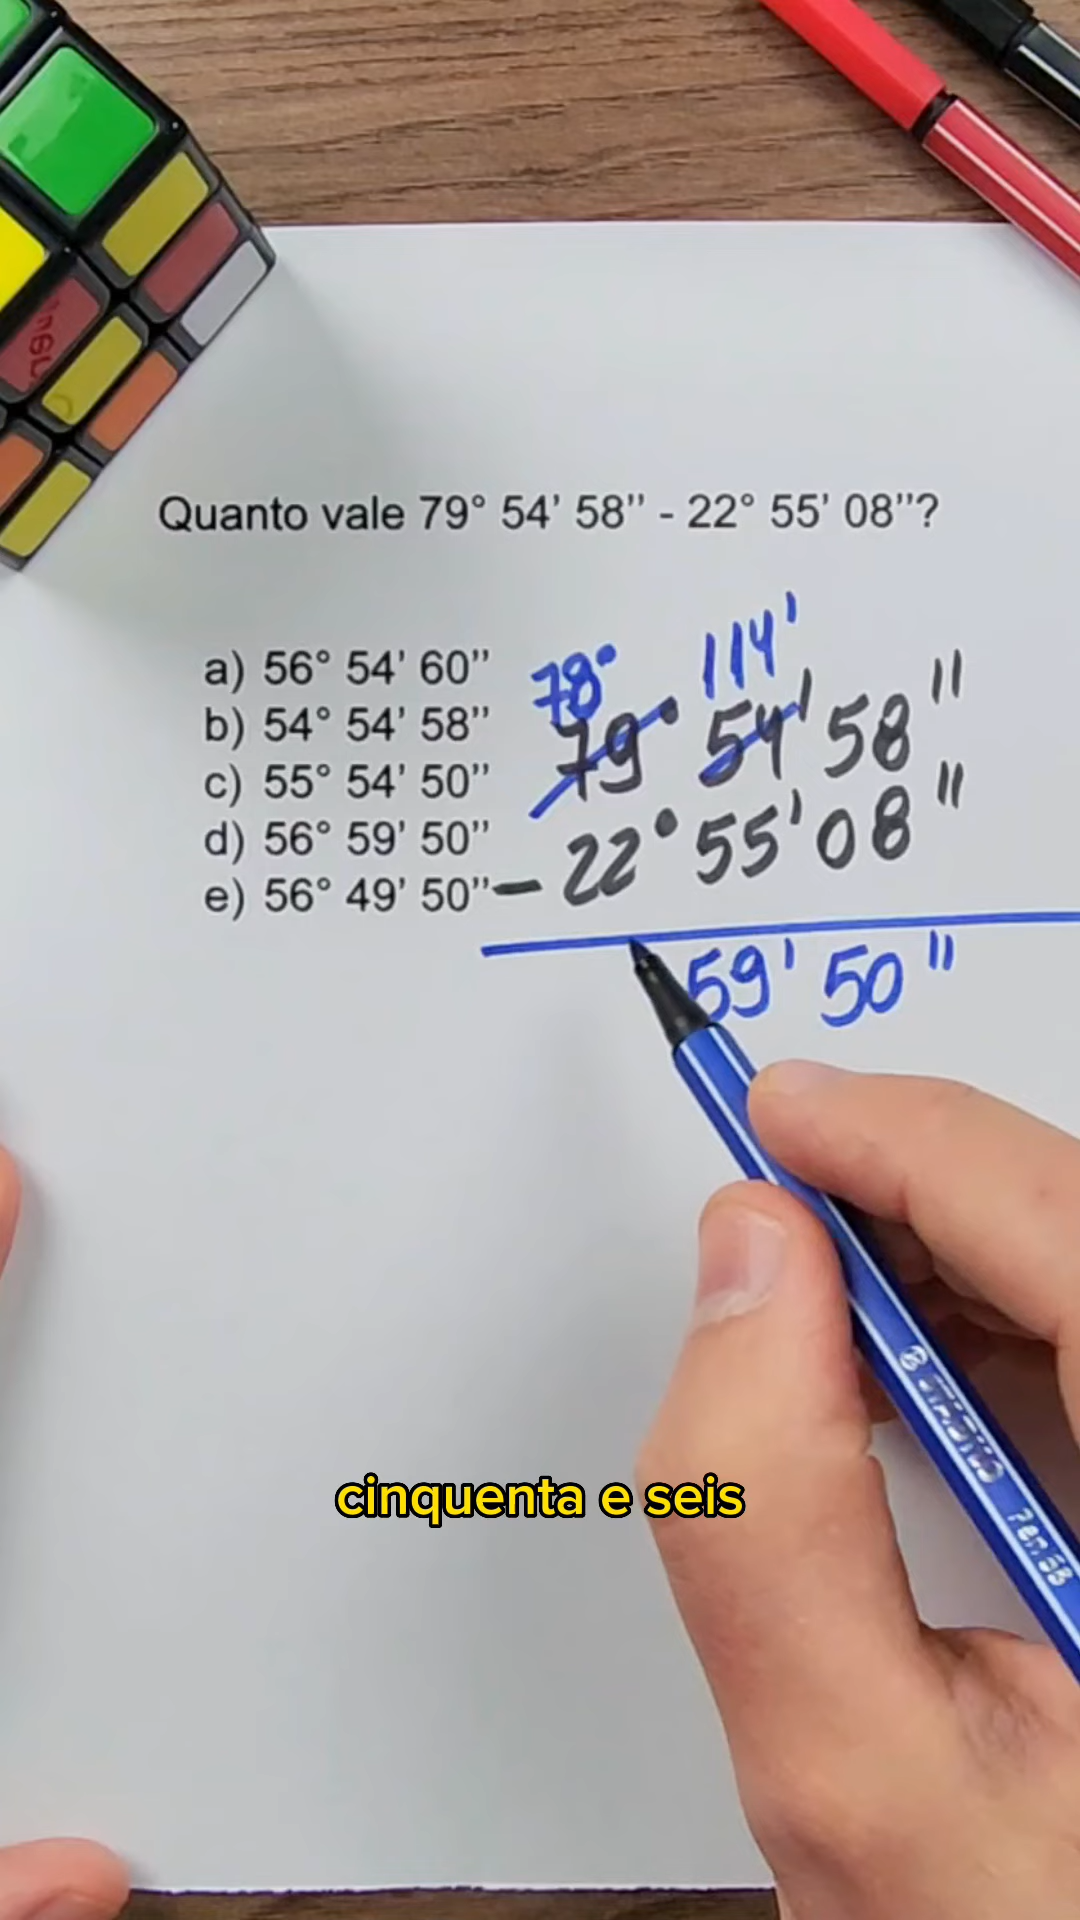 Quanto vale 79° 54' 58'' - 22° 55' 08''?
a) 56° 54' 60''
b) 54° 54' 58''
c) 55° 54' 50''
d) 56° 59' 50''
e) 56° 49' 50''
78° 114'
79° 54' 58''
- 22° 55' 08''
59' 50''
cinquenta e seis